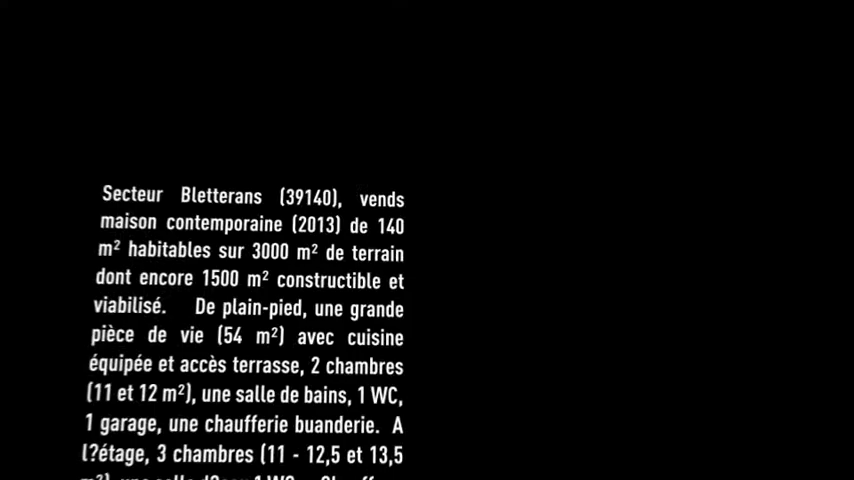 Secteur Bletterans (39140), vends
maison contemporaine (2013) de 140
m² habitables sur 3000 m² de terrain
dont encore 1500 m² constructible et
viabilisé. De plain-pied, une grande
pièce de vie (54 m²) avec cuisine
équipée et accès terrasse, 2 chambres
(11 et 12 m²), une salle de bains, 1 WC,
1 garage, une chaufferie buanderie. A
l?étage, 3 chambres (11 - 12,5 et 13,5